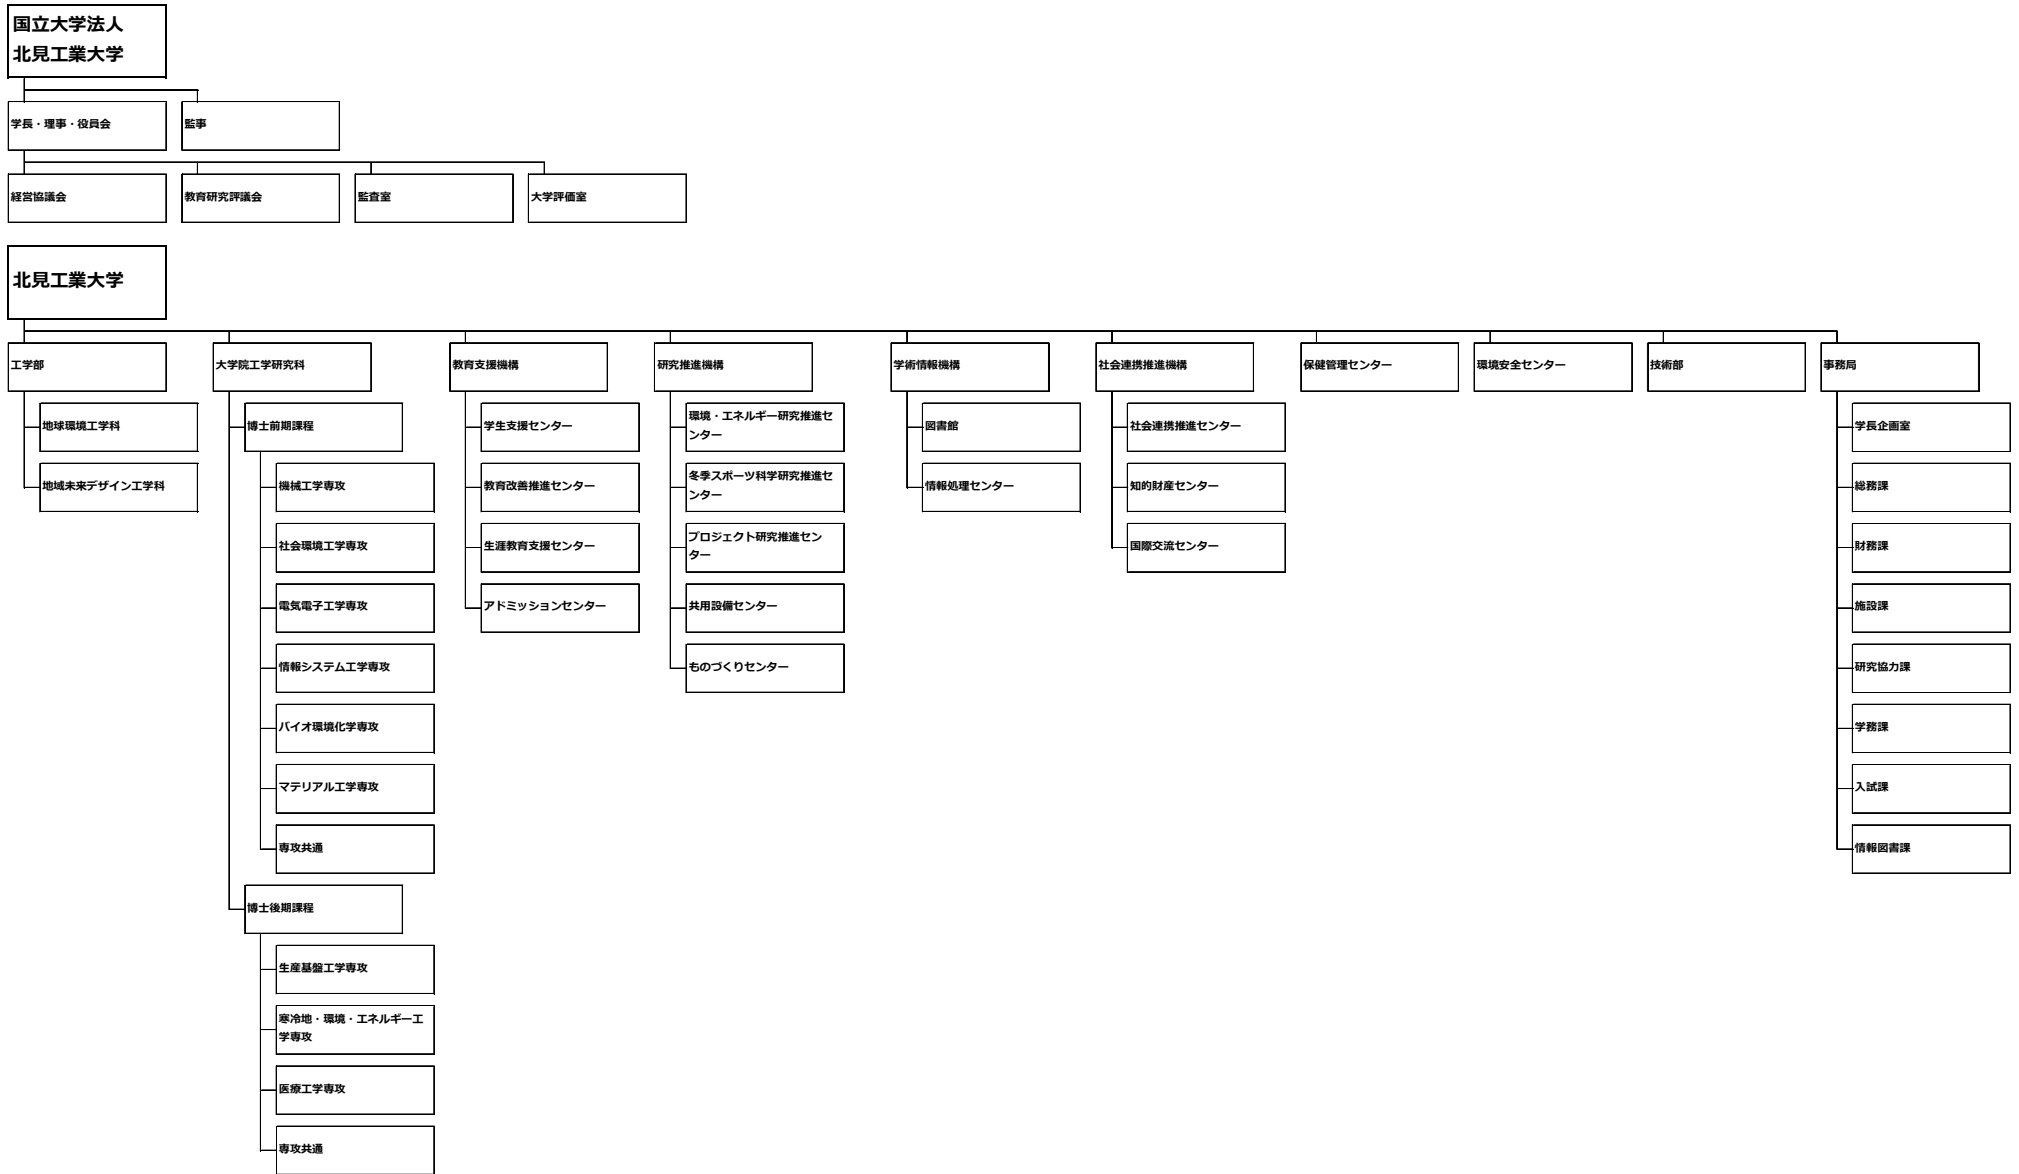 国立大学法人
北見工業大学
学長・理事・役員会
監事
経営協議会
教育研究評議会
監査室
大学評価室
北見工業大学
工学部
大学院工学研究科
教育支援機構
研究推進機構
学術情報機構
社会連携推進機構
保健管理センター
環境安全センター
技術部
事務局
地球環境工学科
地域未来デザイン工学科
博士前期課程
機械工学専攻
社会環境工学専攻
電気電子工学専攻
情報システム工学専攻
バイオ環境化学専攻
マテリアル工学専攻
専攻共通
博士後期課程
生産基盤工学専攻
寒冷地・環境・エネルギー工
学専攻
医療工学専攻
専攻共通
学生支援センター
教育改善推進センター
生涯教育支援センター
アドミッションセンター
環境・エネルギー研究推進セ
ンター
冬季スポーツ科学研究推進セ
ンター
プロジェクト研究推進セン
ター
共用設備センター
ものづくりセンター
図書館
情報処理センター
社会連携推進センター
知的財産センター
国際交流センター
学長企画室
総務課
財務課
施設課
研究協力課
学務課
入試課
情報図書課